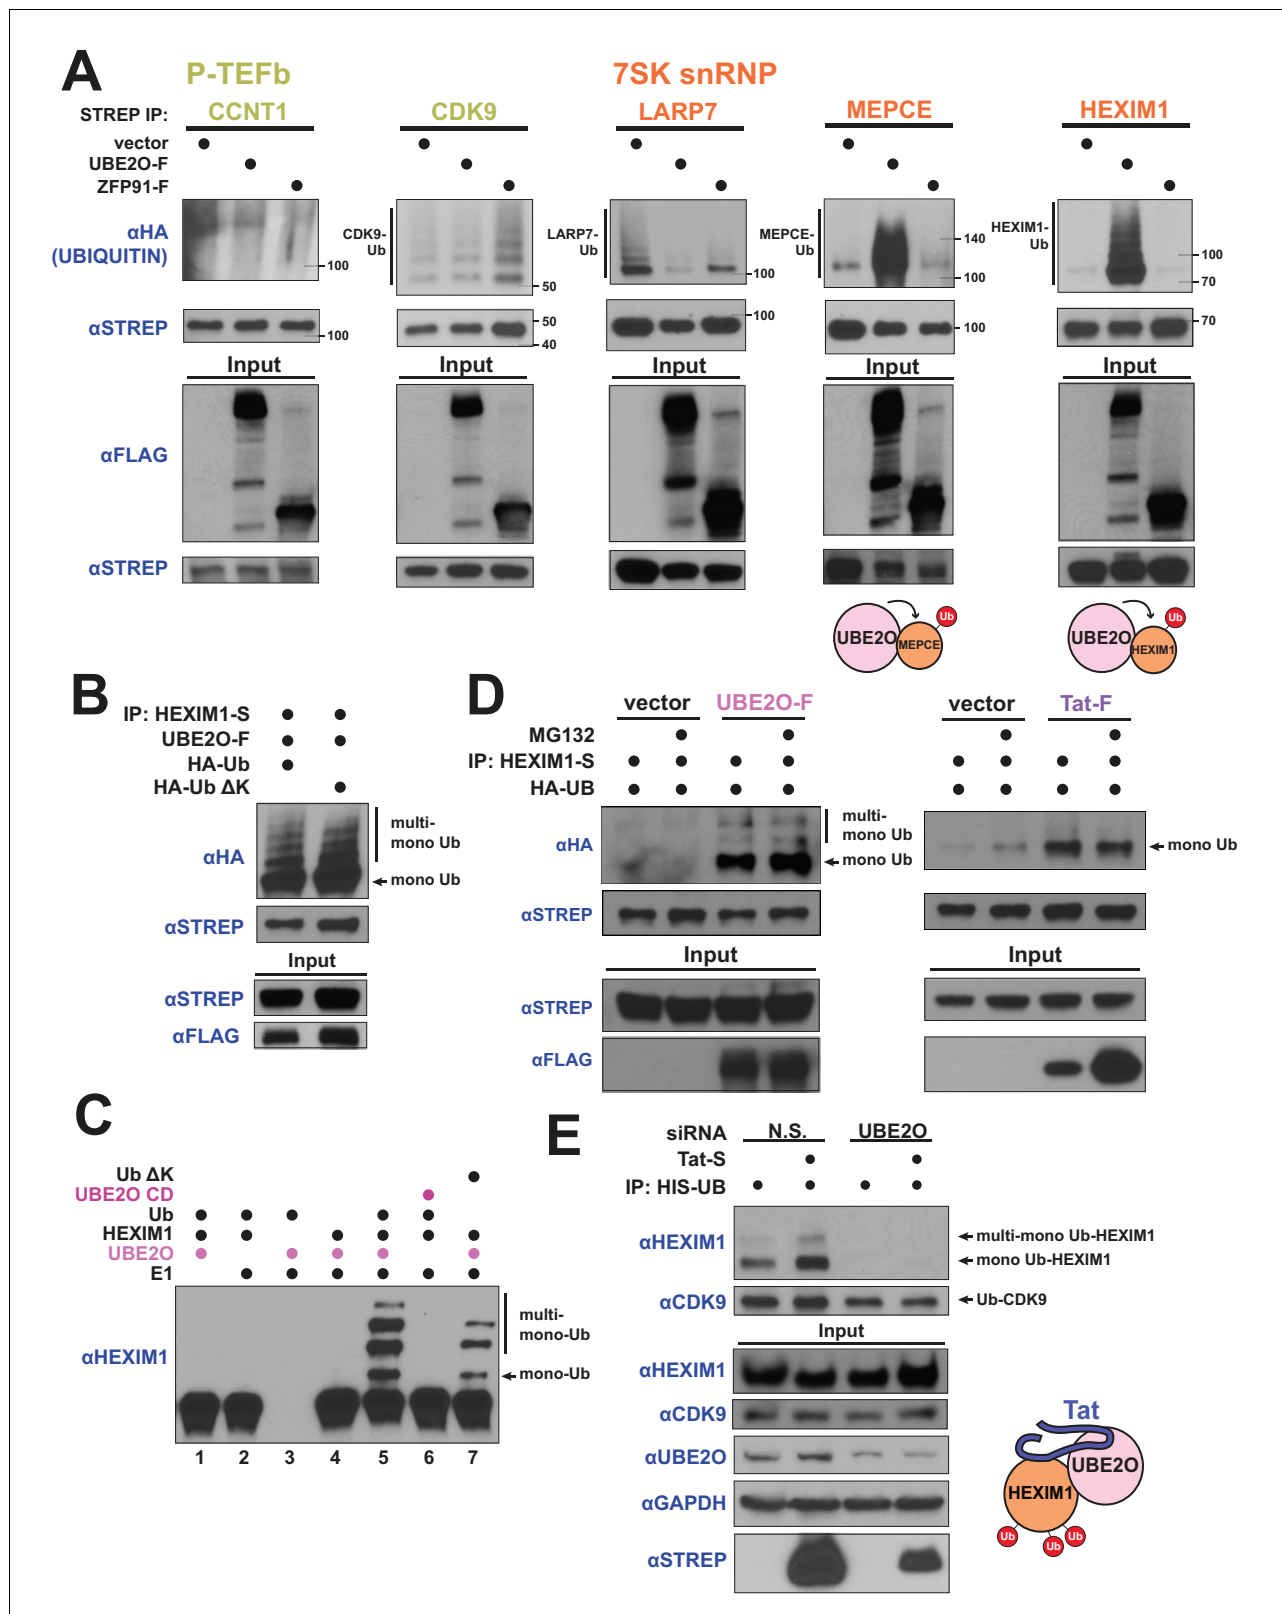 A
P-TEFb
7SK snRNP
STREP IP:
CCNT1
CDK9
LARP7
MEPCE
HEXIM1
vector
UBE2O-F
ZFP91-F
αHA
(UBIQUITIN)
100
CDK9-
Ub
50
LARP7-
Ub
100
MEPCE-
Ub
140
100
HEXIM1-
Ub
100
70
αSTREP
100
50
40
100
100
70
Input
Input
Input
Input
Input
αFLAG
αSTREP
UBE2O
MEPCE
Ub
UBE2O
HEXIM1
Ub
B
IP: HEXIM1-S
UBE2O-F
HA-Ub
HA-Ub ΔK
αHA
multi-
mono Ub
mono Ub
αSTREP
Input
αSTREP
αFLAG
D
vector
UBE2O-F
MG132
IP: HEXIM1-S
HA-UB
αHA
multi-
mono Ub
mono Ub
αSTREP
Input
αSTREP
αFLAG
vector
Tat-F
mono Ub
Input
C
Ub ΔK
UBE2O CD
Ub
HEXIM1
UBE2O
E1
αHEXIM1
multi-
mono-Ub
mono-Ub
1 2 3 4 5 6 7
E
siRNA
N.S.
UBE2O
Tat-S
IP: HIS-UB
αHEXIM1
multi-mono Ub-HEXIM1
mono Ub-HEXIM1
αCDK9
Ub-CDK9
Input
αHEXIM1
αCDK9
αUBE2O
αGAPDH
αSTREP
Tat
UBE2O
HEXIM1
Ub
Ub
Ub